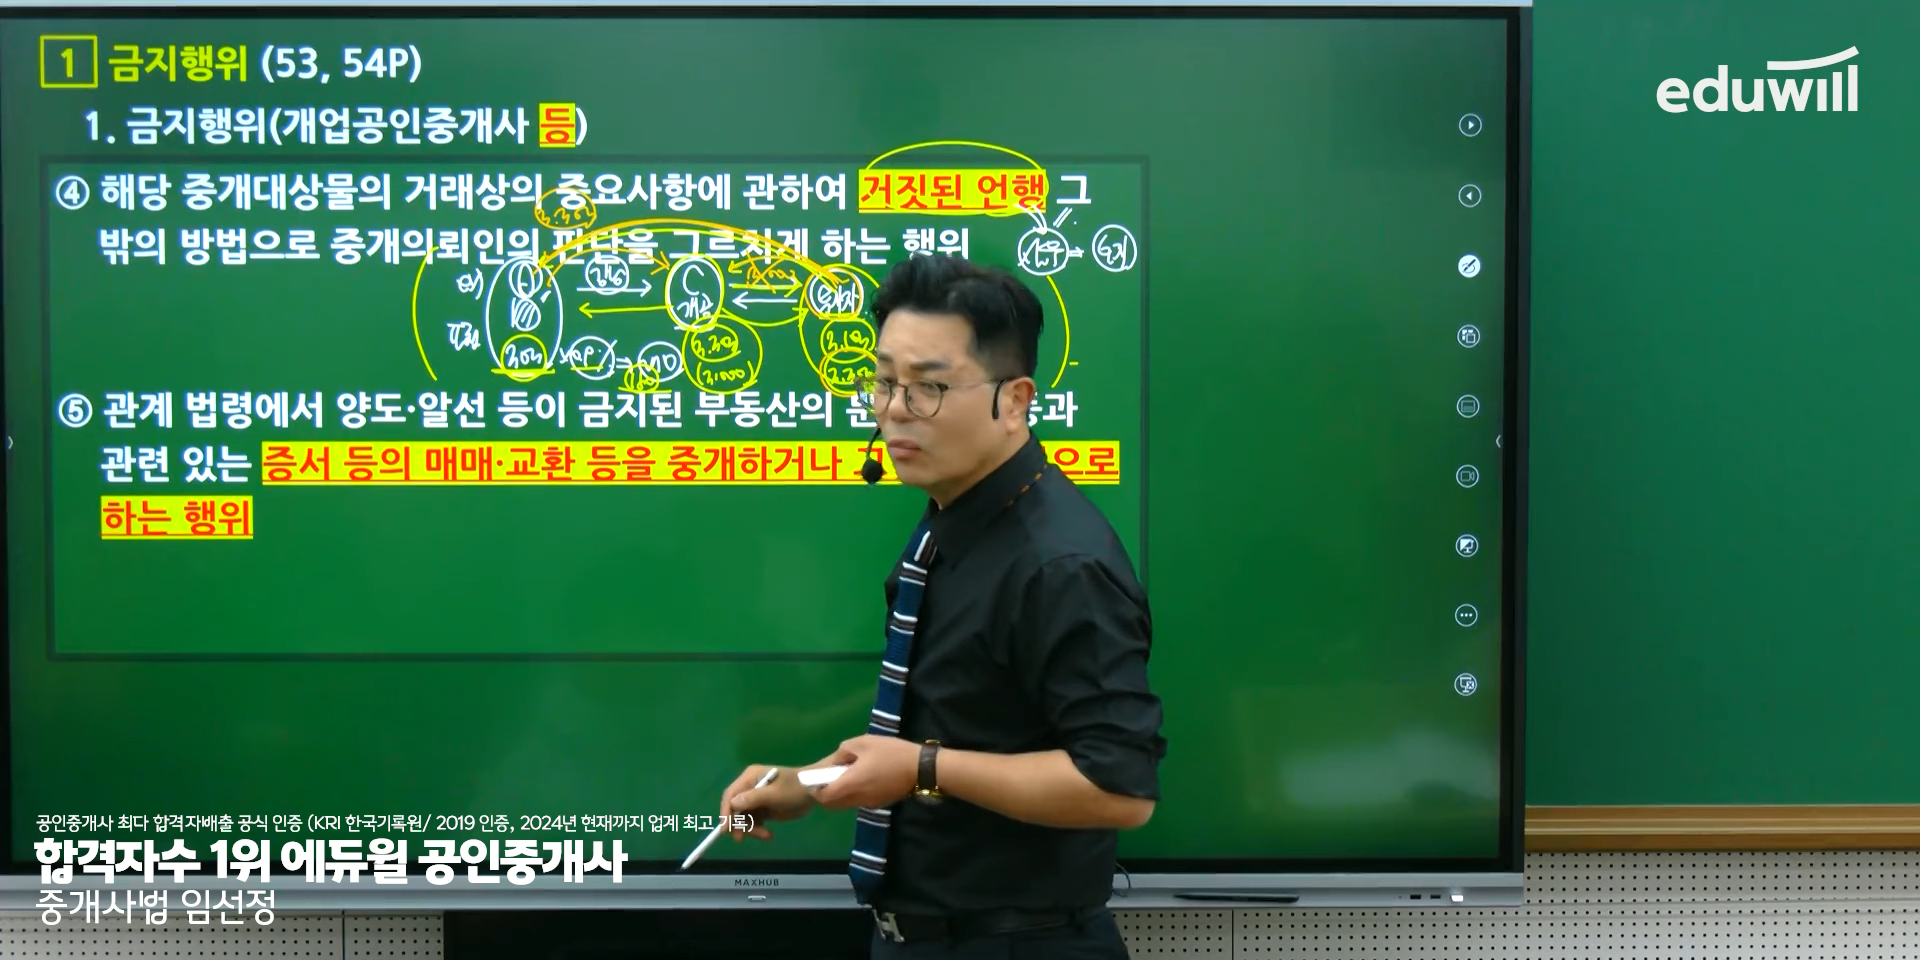 1 금지행위 (53, 54P)
eduwill
1. 금지행위(개업공인중개사 등)
④ 해당 중개대상물의 거래상의 중요사항에 관하여 거짓된 언행 그
밖의 방법으로 중개의뢰인의 판단을 그르치게 하는 행위
C
개공
투자자
⑤ 관계 법령에서 양도·알선 등이 금지된 부동산의
관련 있는 증서 등의 매매·교환 등을 중개하거나 으로
하는 행위
공인중개사 최다 합격자배출 공식 인증 (KRI 한국기록원/ 2019 인증, 2024년 현재까지 업계 최고 기록)
합격자수 1위 에듀윌 공인중개사
중개사법 임선정
MAXHUB